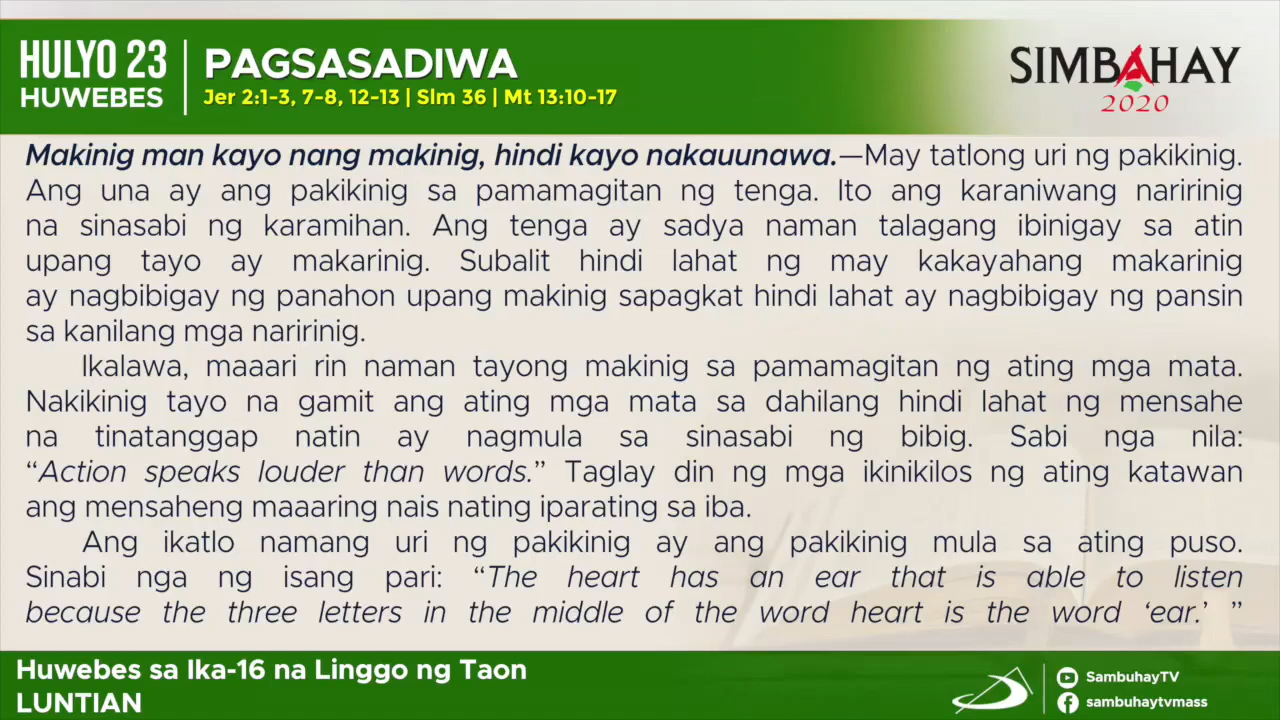 HULYO 23
HUWEBES
PAGSASADIWA
Jer 2:1-3, 7-8, 12-13 | Slm 36 | Mt 13:10-17
SIMBAHAY
2020
Makinig man kayo nang makinig, hindi kayo nakauunawa.—May tatlong uri ng pakikinig.
Ang una ay ang pakikinig sa pamamagitan ng tenga. Ito ang karaniwang naririnig
na sinasabi ng karamihan. Ang tenga ay sadya naman talagang ibinigay sa atin
upang tayo ay makarinig. Subalit hindi lahat ng may kakayahang makarinig
ay nagbibigay ng panahon upang makinig sapagkat hindi lahat ay nagbibigay ng pansin
sa kanilang mga naririnig.
Ikalawa, maaari rin naman tayong makinig sa pamamagitan ng ating mga mata.
Nakikinig tayo na gamit ang ating mga mata sa dahilang hindi lahat ng mensahe
na tinatanggap natin ay nagmula sa sinasabi ng bibig. Sabi nga nila:
“Action speaks louder than words.” Taglay din ng mga ikinikilos ng ating katawan
ang mensaheng maaaring nais nating iparating sa iba.
Ang ikatlo namang uri ng pakikinig ay ang pakikinig mula sa ating puso.
Sinabi nga ng isang pari: “The heart has an ear that is able to listen
because the three letters in the middle of the word heart is the word ‘ear.’ ”
Huwebes sa Ika-16 na Linggo ng Taon
LUNTIAN
SambuhayTV
sambuhaytvmass